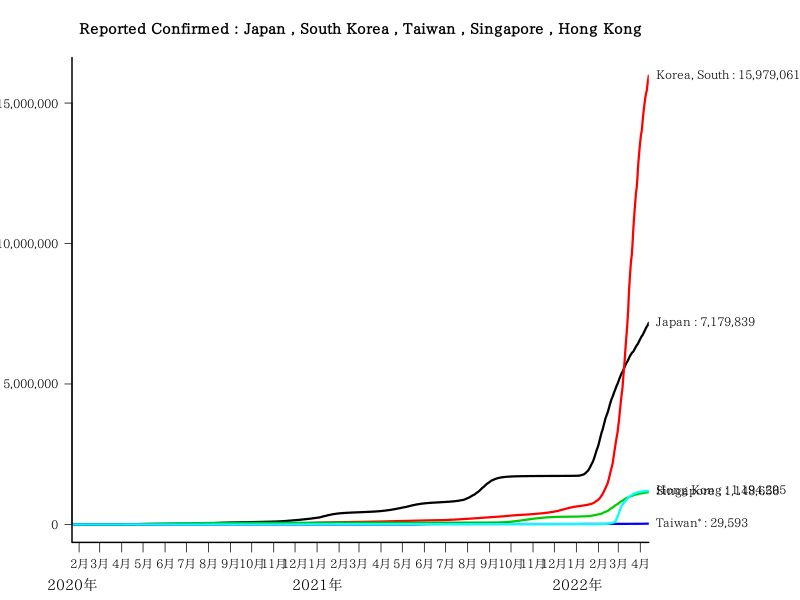 Reported Confirmed : Japan , South Korea , Taiwan , Singapore , Hong Kong
Korea, South : 15,979,061
15,000,000
10,000,000
Japan : 7,179,839
5,000,000
Taiwan* : 29,593
0
2月 3月 4月 5月 6月 7月 8月 9月 10月 11月 12月 1月 2月 3月 4月 5月 6月 7月 8月 9月 10月 11月 12月 1月 2月 3月 4月
2020年 2021年 2022年